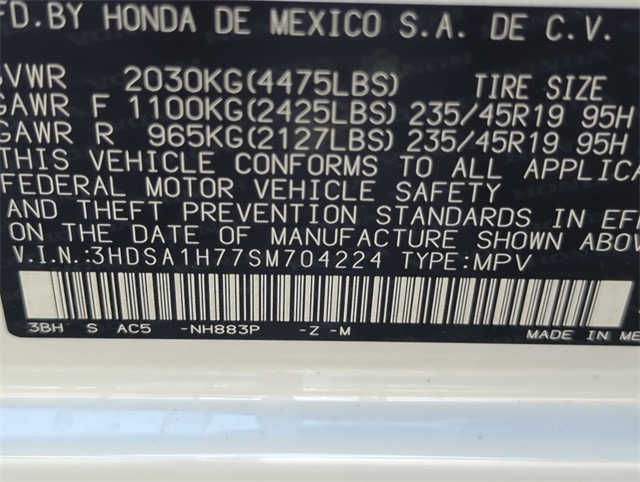 FD. BY HONDA DE MEXICO S.A. DE C.V.
GVWR 2030KG(4475LBS) TIRE SIZE
GAWR F 1100KG(2425LBS) 235/45R19 95H
GAWR R 965KG(2127LBS) 235/45R19 95H
THIS VEHICLE CONFORMS TO ALL APPLICA
FEDERAL MOTOR VEHICLE SAFETY
AND THEFT PREVENTION STANDARDS IN EFF
ON THE DATE OF MANUFACTURE SHOWN ABOV
V.I.N.:3HDSA1H77SM704224 TYPE:MPV
3BH S AC5 -NH883P -Z -M MADE IN ME